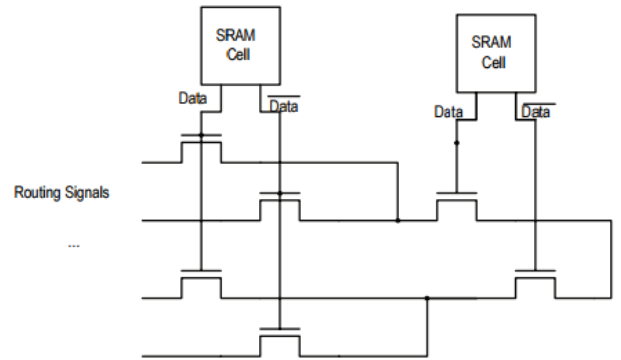 SRAM
Cell
SRAM
Cell
Data
Data
Data
Data
Routing Signals
...